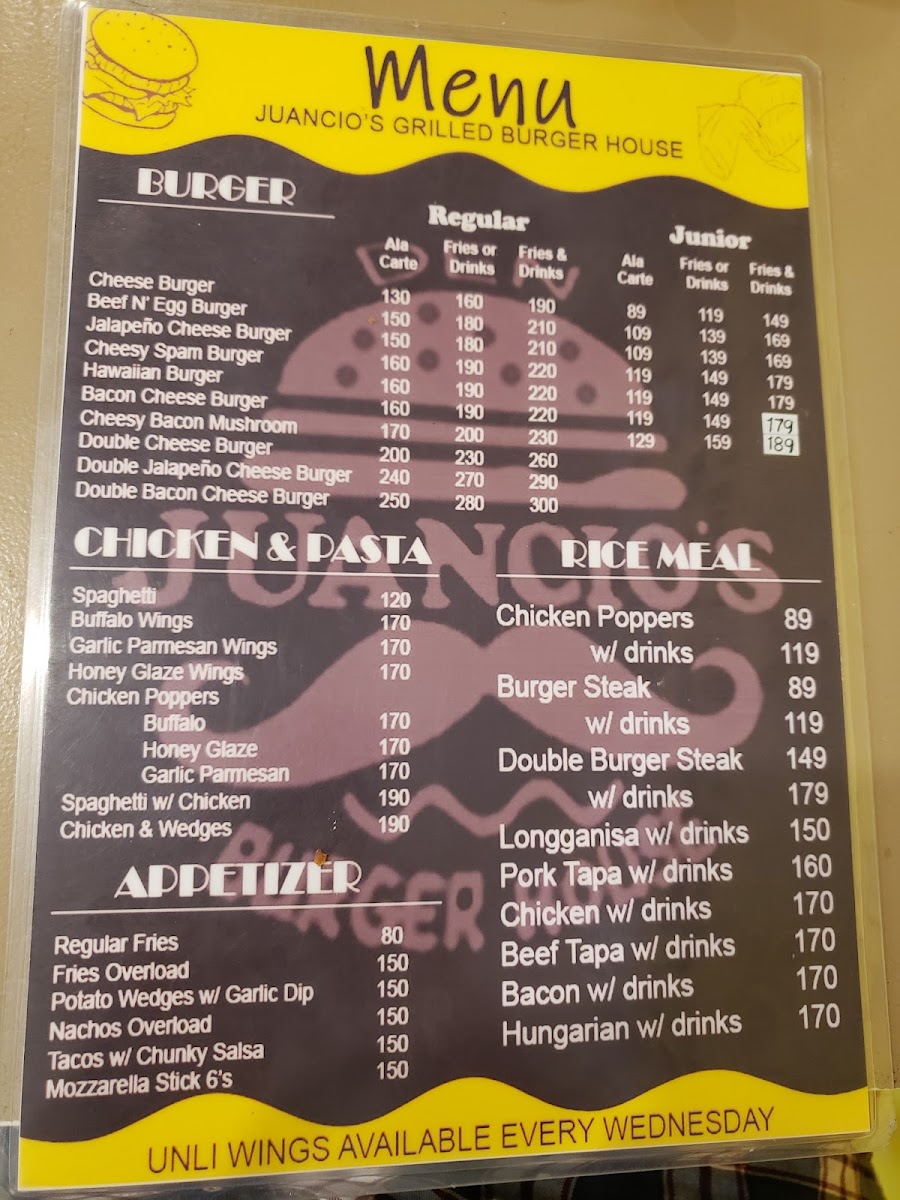 Menu
JUANCIO'S GRILLED BURGER HOUSE
BURGER
Regular
Junior
Ala Carte Fries or Drinks Fries & Drinks Ala Carte Fries or Drinks Fries & Drinks
Cheese Burger 130 160 190 89 119 149
Beef N' Egg Burger 150 180 210 109 139 169
Jalapeño Cheese Burger 150 180 210 109 139 169
Cheesy Spam Burger 160 190 220 119 149 179
Hawaiian Burger 160 190 220 119 149 179
Bacon Cheese Burger 160 190 220 119 149 179
Cheesy Bacon Mushroom 170 200 230 129 159 189
Double Cheese Burger 200 230 260
Double Jalapeño Cheese Burger 240 270 290
Double Bacon Cheese Burger 250 280 300
CHICKEN & PASTA
Spaghetti 120
Buffalo Wings 170
Garlic Parmesan Wings 170
Honey Glaze Wings 170
Chicken Poppers
Buffalo 170
Honey Glaze 170
Garlic Parmesan 170
Spaghetti w/ Chicken 190
Chicken & Wedges 190
APPETIZER
Regular Fries 80
Fries Overload 150
Potato Wedges w/ Garlic Dip 150
Nachos Overload 150
Tacos w/ Chunky Salsa 150
Mozzarella Stick 6's 150
RICE MEAL
Chicken Poppers 89
w/ drinks 119
Burger Steak 89
w/ drinks 119
Double Burger Steak 149
w/ drinks 179
Longganisa w/ drinks 150
Pork Tapa w/ drinks 160
Chicken w/ drinks 170
Beef Tapa w/ drinks 170
Bacon w/ drinks 170
Hungarian w/ drinks 170
DEN
JUANCIO'S
BURGER HOUSE
UNLI WINGS AVAILABLE EVERY WEDNESDAY